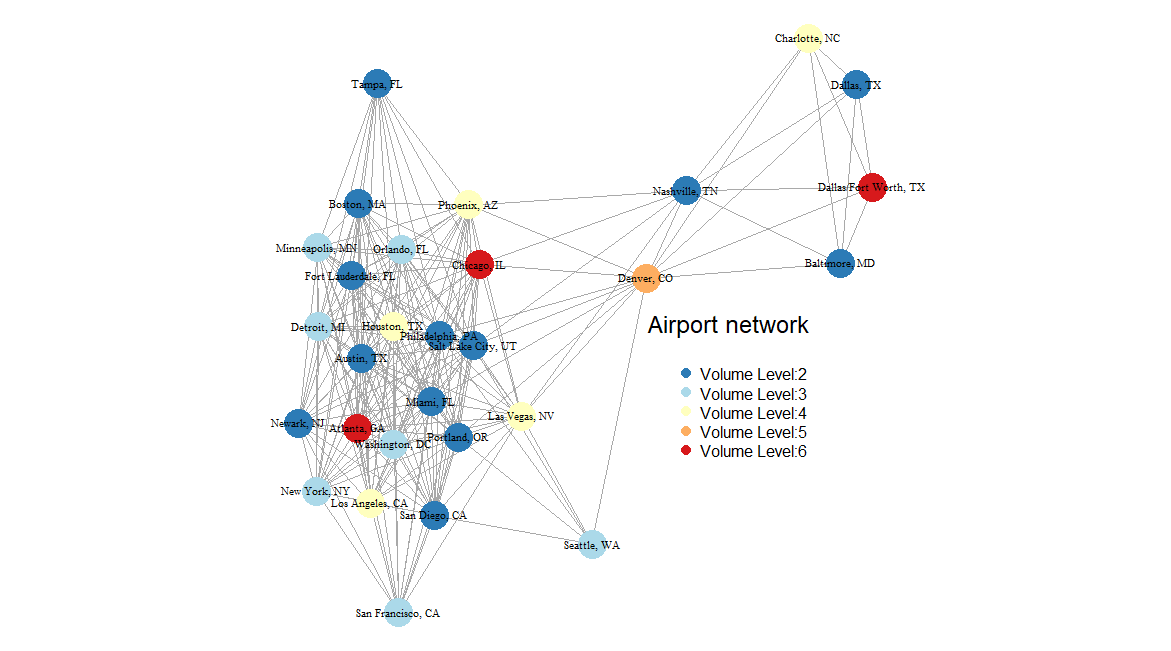 Charlotte, NC
Tampa, FL
Dallas, TX
Dallas/Fort Worth, TX
Nashville, TN
Boston, MA
Phoenix, AZ
Minneapolis, MN
Orlando, FL
Baltimore, MD
Chicago, IL
Fort Lauderdale, FL
Denver, CO
Detroit, MI
Houston, TX
Airport network
Philadelphia, PA
Salt Lake City, UT
Austin, TX
Volume Level:2
Volume Level:3
Volume Level:4
Volume Level:5
Volume Level:6
Miami, FL
Las Vegas, NV
Newark, NJ
Atlanta, GA
Portland, OR
Washington, DC
New York, NY
Los Angeles, CA
San Diego, CA
Seattle, WA
San Francisco, CA